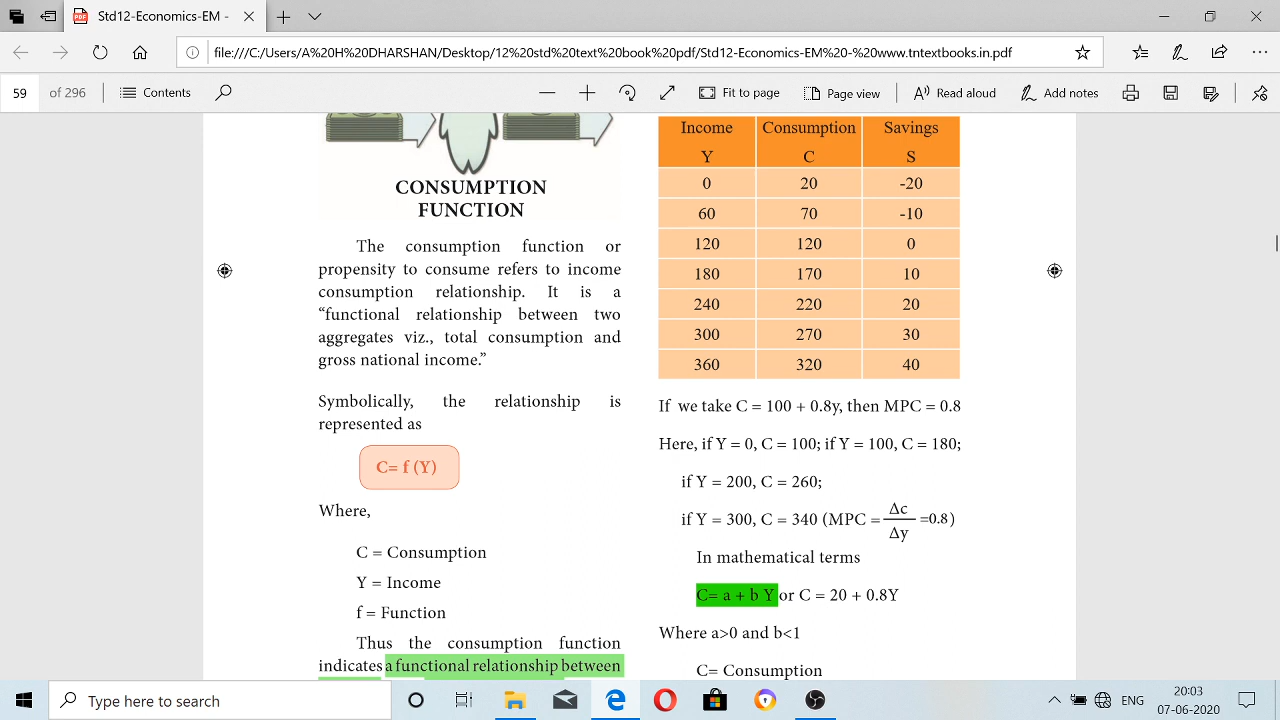 Std12-Economics-EM -
file:///C:/Users/A%20H%20DHARSHAN/Desktop/12%20std%20text%20book%20pdf/Std12-Economics-EM%20-%20www.tntextbooks.in.pdf
59 of 296 Contents Fit to page Page view Read aloud Add notes
CONSUMPTION
FUNCTION
The consumption function or
propensity to consume refers to income
consumption relationship. It is a
“functional relationship between two
aggregates viz., total consumption and
gross national income.”
Symbolically, the relationship is
represented as
C= f (Y)
Where,
C = Consumption
Y = Income
f = Function
Thus the consumption function
indicates a functional relationship between
Income Consumption Savings
Y C S
0 20 -20
60 70 -10
120 120 0
180 170 10
240 220 20
300 270 30
360 320 40
If we take C = 100 + 0.8y, then MPC = 0.8
Here, if Y = 0, C = 100; if Y = 100, C = 180;
if Y = 200, C = 260;
if Y = 300, C = 340 (MPC = Δc/Δy =0.8)
In mathematical terms
C= a + b Y or C = 20 + 0.8Y
Where a>0 and b<1
C= Consumption
Type here to search
ENG
20:03
07-06-2020